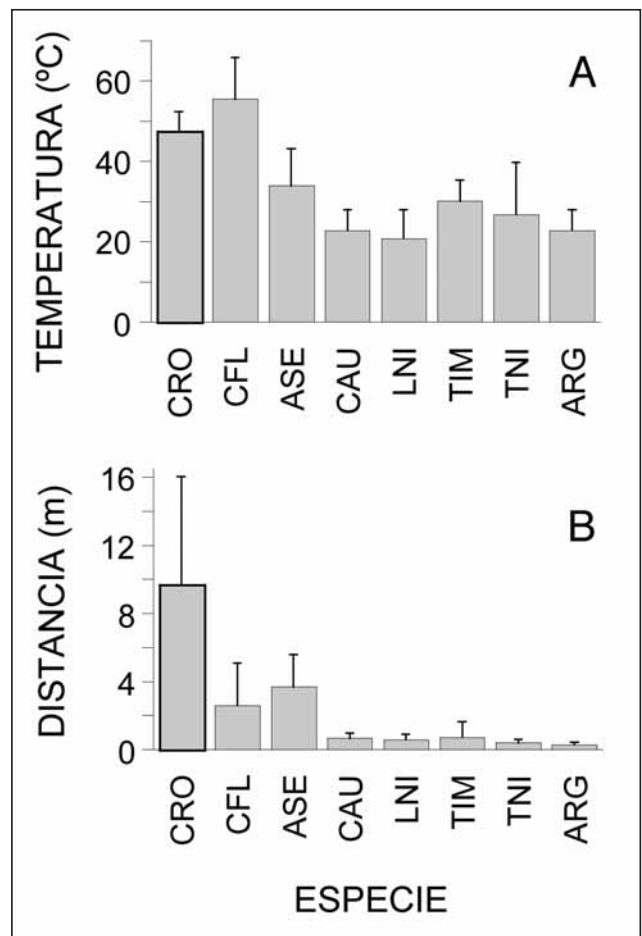 A
TEMPERATURA (ºC)
60
40
20
0
CRO CFL ASE CAU LNI TIM TNI ARG
B
DISTANCIA (m)
16
12
8
4
0
CRO CFL ASE CAU LNI TIM TNI ARG
ESPECIE